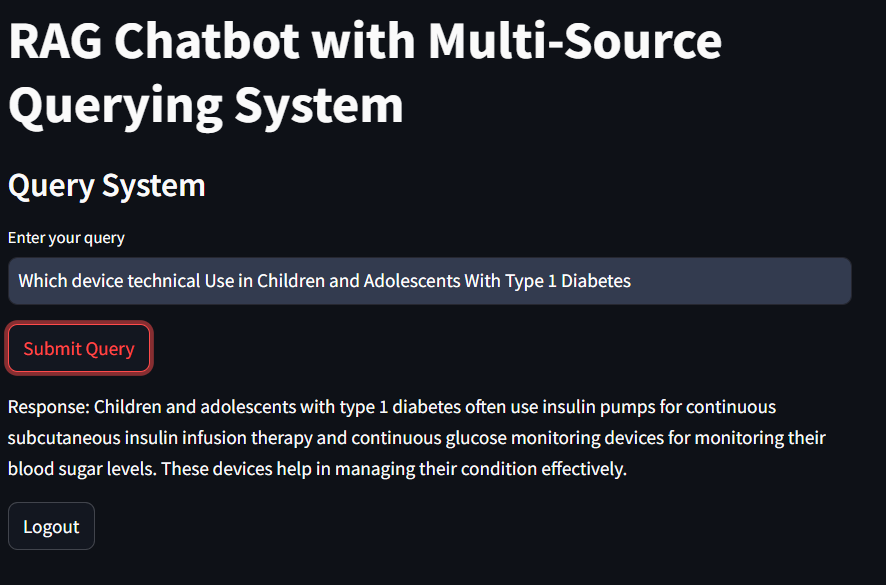 RAG Chatbot with Multi-Source
Querying System
Query System
Enter your query
Which device technical Use in Children and Adolescents With Type 1 Diabetes
Submit Query
Response: Children and adolescents with type 1 diabetes often use insulin pumps for continuous
subcutaneous insulin infusion therapy and continuous glucose monitoring devices for monitoring their
blood sugar levels. These devices help in managing their condition effectively.
Logout